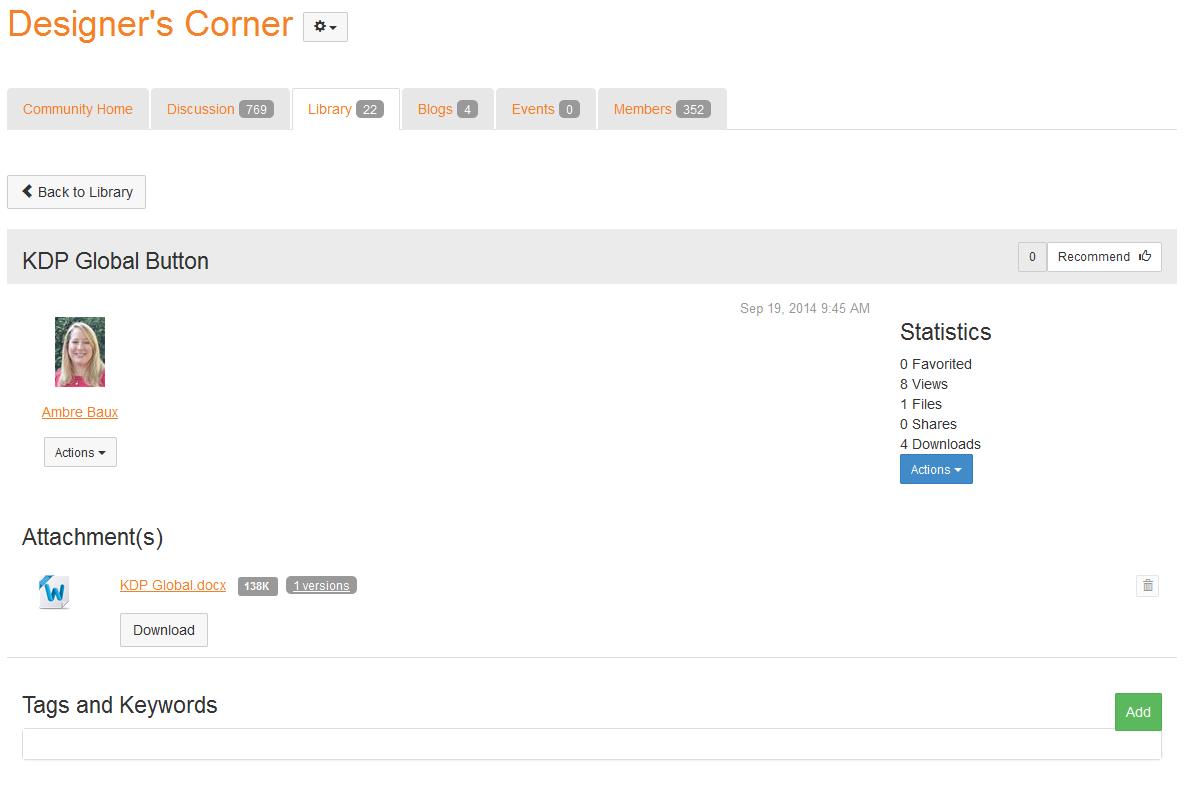 Designer's Corner
Community Home Discussion 769 Library 22 Blogs 4 Events 0 Members 352
Back to Library
KDP Global Button
0 Recommend
Sep 19, 2014 9:45 AM
Ambre Baux
Actions
Statistics
0 Favorited
8 Views
1 Files
0 Shares
4 Downloads
Actions
Attachment(s)
W
KDP Global.docx 138K 1 versions
Download
Tags and Keywords
Add